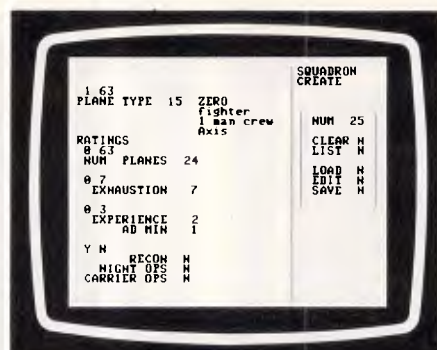 1 63
PLANE TYPE 15 ZERO
fighter
1 man crew
Axis
RATINGS
0 63
NUM PLANES 24
0 7
EXHAUSTION 7
0 3
EXPERIENCE 2
AD MIN 1
Y N
RECON N
NIGHT OPS N
CARRIER OPS N
SQUADRON
CREATE
NUM 25
CLEAR N
LIST N
LOAD N
EDIT N
SAVE N